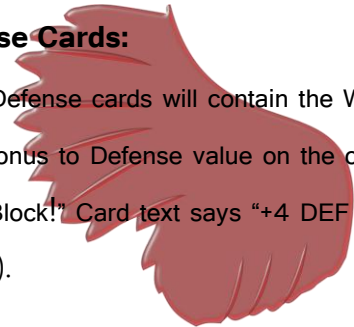 se Cards:
Defense cards will contain the W
onus to Defense value on the c
Block!” Card text says “+4 DEF
).